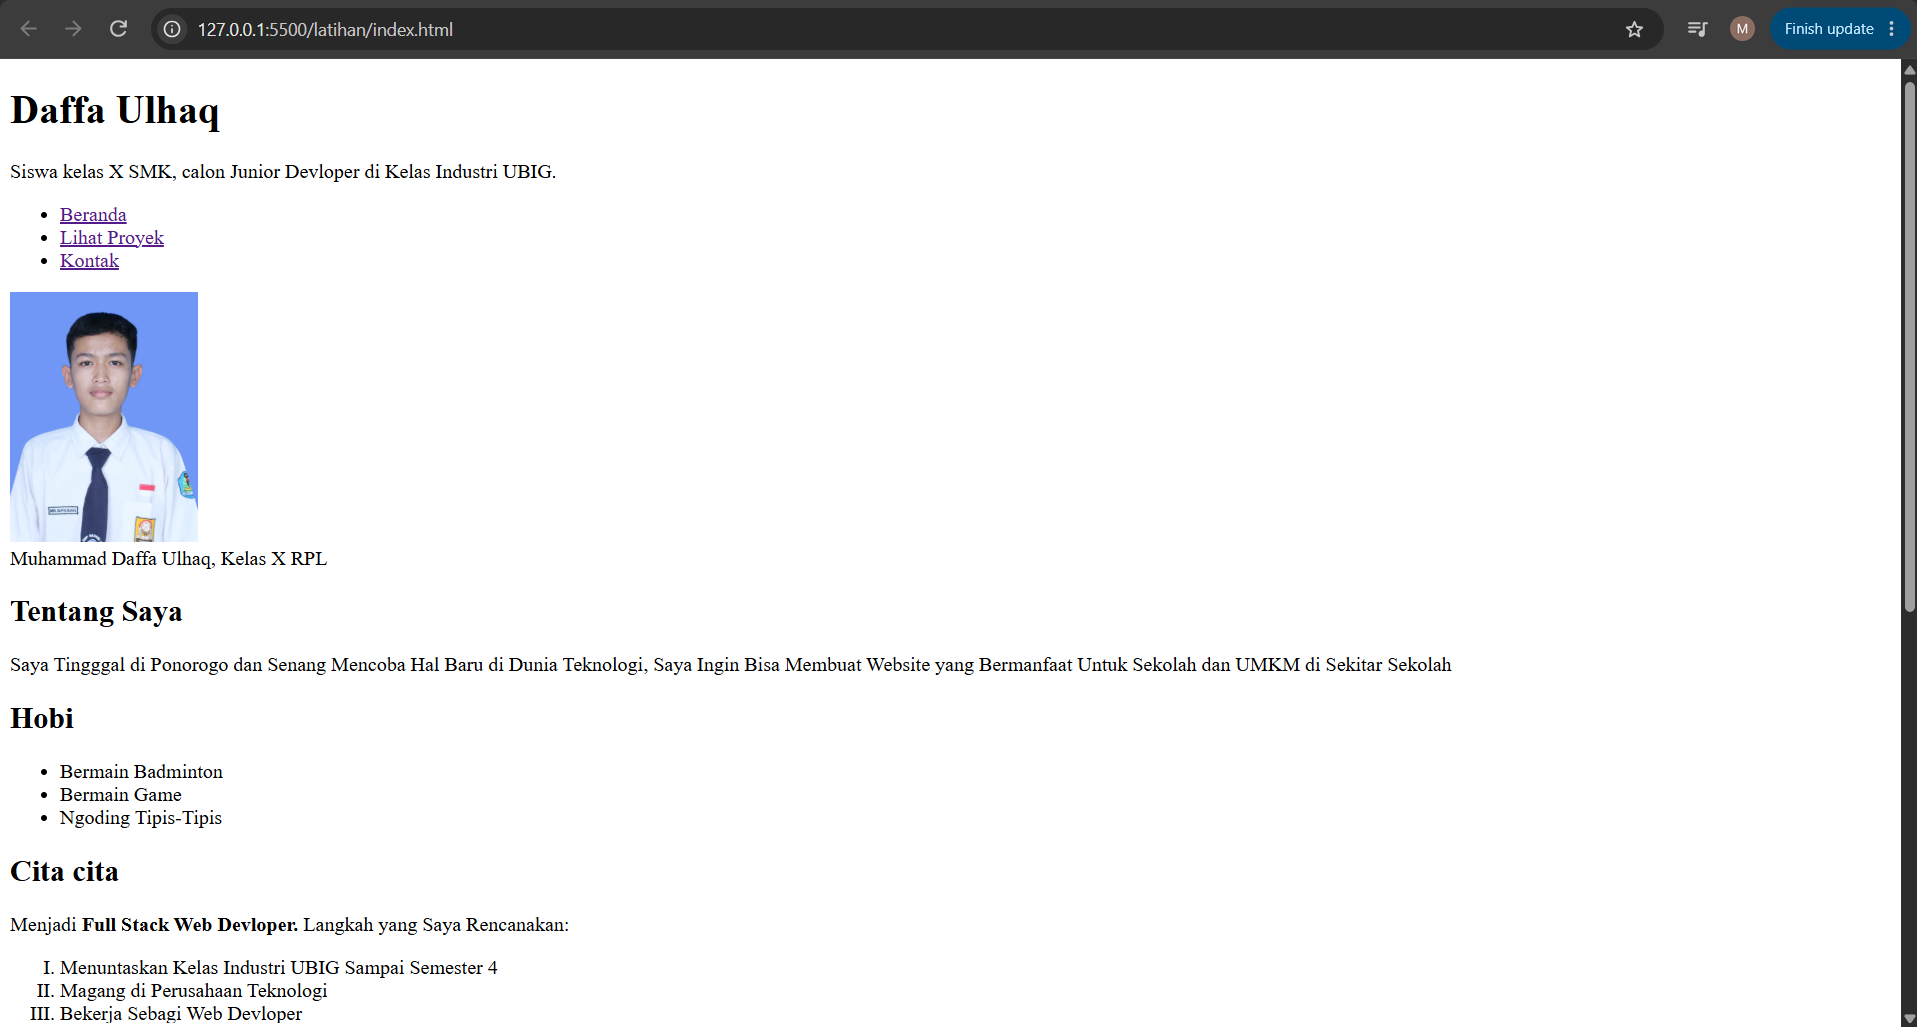 127.0.0.1:5500/latihan/index.html
M
Finish update
Daffa Ulhaq
Siswa kelas X SMK, calon Junior Devloper di Kelas Industri UBIG.
• Beranda
• Lihat Proyek
• Kontak
Muhammad Daffa Ulhaq, Kelas X RPL
Tentang Saya
Saya Tingggal di Ponorogo dan Senang Mencoba Hal Baru di Dunia Teknologi, Saya Ingin Bisa Membuat Website yang Bermanfaat Untuk Sekolah dan UMKM di Sekitar Sekolah
Hobi
• Bermain Badminton
• Bermain Game
• Ngoding Tipis-Tipis
Cita cita
Menjadi Full Stack Web Devloper. Langkah yang Saya Rencanakan:
I. Menuntaskan Kelas Industri UBIG Sampai Semester 4
II. Magang di Perusahaan Teknologi
III. Bekerja Sebagi Web Devloper